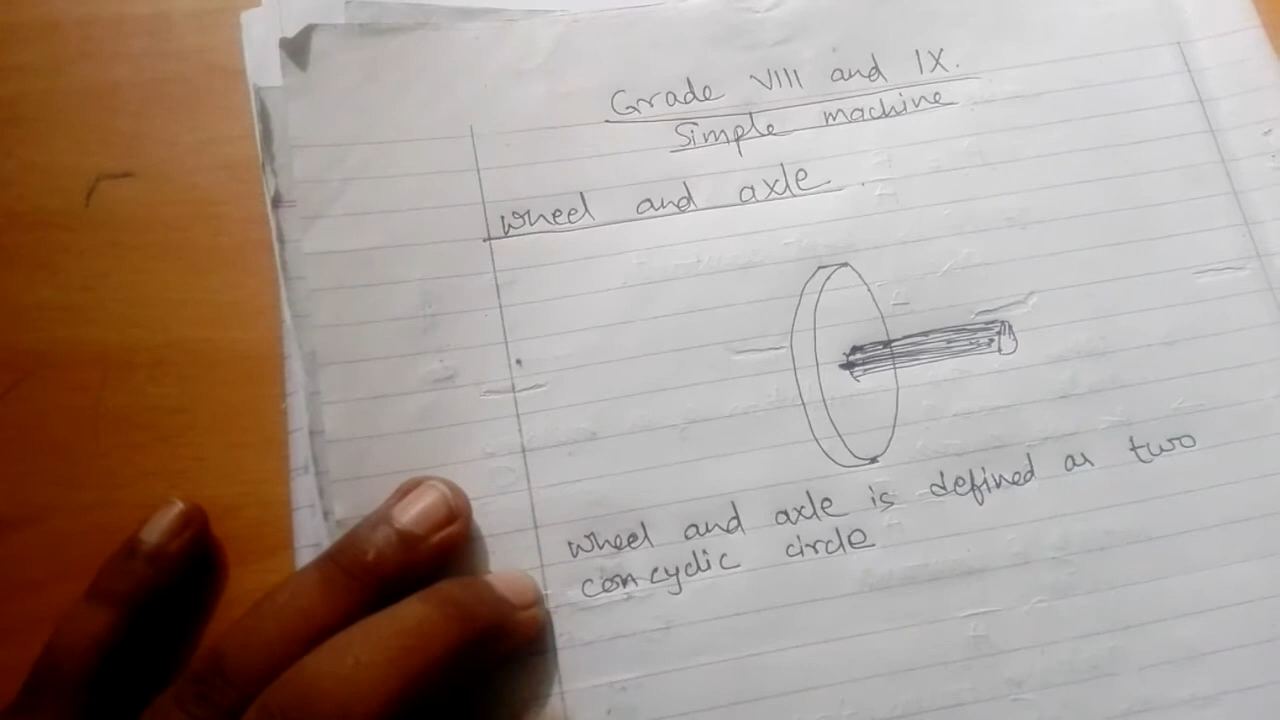 Grade VIII and IX.
Simple machine
wheel and axle
wheel and axle is defined as two
concyclic circle